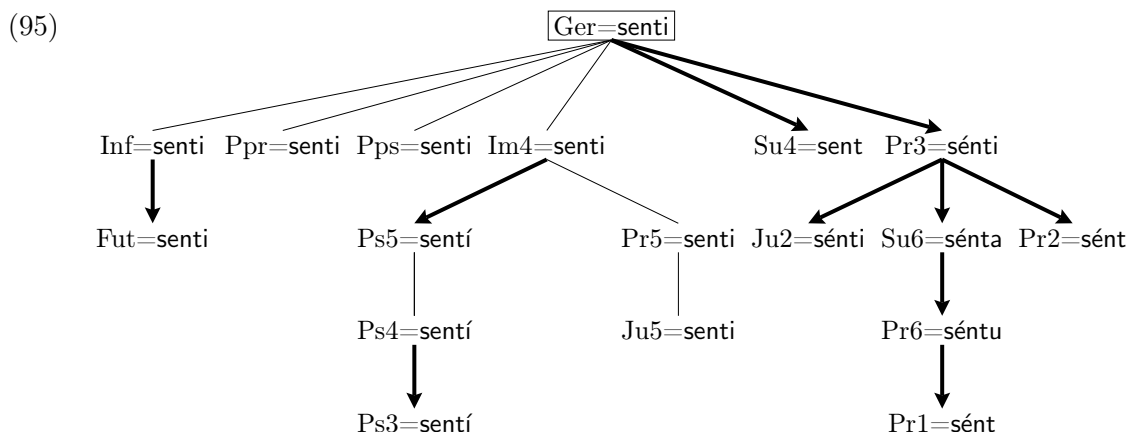 (95)
Ger=senti
Inf=senti Ppr=senti Pps=senti Im4=senti Su4=sent Pr3=sénti
Fut=senti Ps5=sentí Pr5=senti Ju2=sénti Su6=sénta Pr2=sént
Ps4=sentí Ju5=senti Pr6=séntu
Ps3=sentí Pr1=sént